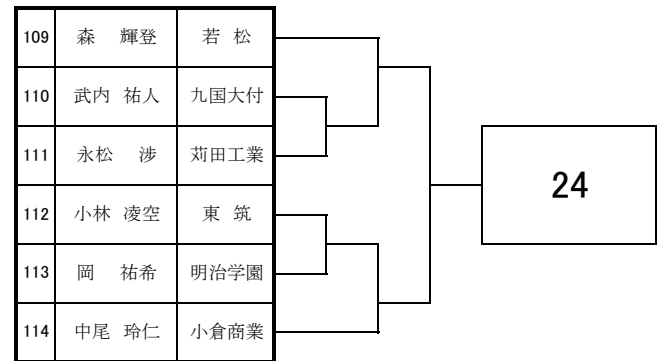 109 森 輝登 若 松
110 武内 祐人 九国大付
111 永松 渉 苅田工業
112 小林 凌空 東 筑
113 岡 祐希 明治学園
114 中尾 玲仁 小倉商業
24